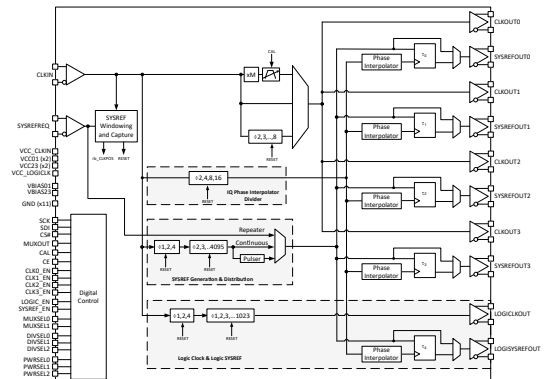 CLKIN
SYSREFREQ
SYSREF
Windowing
and Capture
rb_CLKPOS
RESET
VCC_CLKIN
VCC01 (x2)
VCC23 (x2)
VCC_LOGICLK
VBIAS01
VBIAS23
GND (x11)
SCK
SDI
CS#
MUXOUT
CAL
CE
CLK0_EN
CLK1_EN
CLK2_EN
CLK3_EN
LOGIC_EN
SYSREF_EN
MUXSEL0
MUXSEL1
DIVSEL0
DIVSEL1
DIVSEL2
PWRSEL0
PWRSEL1
PWRSEL2
Digital
Control
CAL
xM
÷2,3,..,8
RESET
÷2,4,8,16
RESET
IQ Phase Interpolator
Divider
Repeater
Continuous
Pulser
÷1,2,4
÷2,3,..4095
RESET
RESET
SYSREF Generation & Distribution
÷1,2,4
÷1,2,3,...1023
RESET
RESET
Logic Clock & Logic SYSREF
CLKOUT0
Phase
Interpolator
τ0
SYSREFOUT0
CLKOUT1
Phase
Interpolator
τ1
SYSREFOUT1
CLKOUT2
Phase
Interpolator
τ2
SYSREFOUT2
CLKOUT3
Phase
Interpolator
τ3
SYSREFOUT3
LOGICLKOUT
Phase
Interpolator
τ4
LOGISYSREFOUT